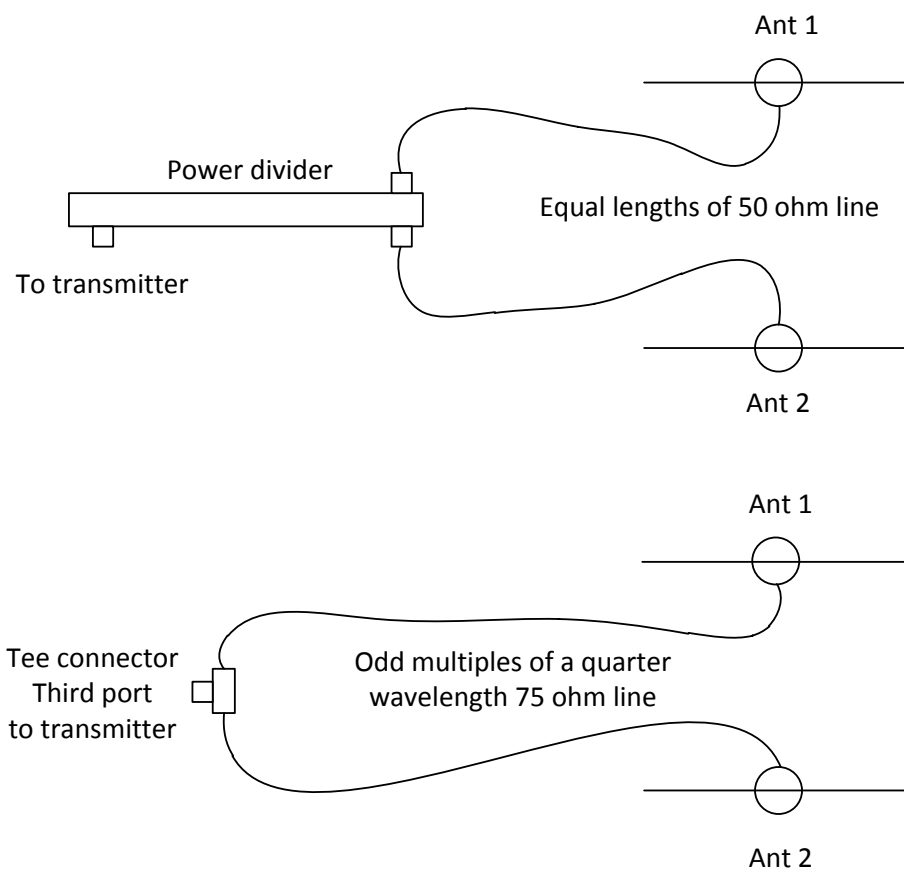 Ant 1
Power divider
Equal lengths of 50 ohm line
To transmitter
Ant 2
Ant 1
Tee connector
Third port
to transmitter
Odd multiples of a quarter
wavelength 75 ohm line
Ant 2